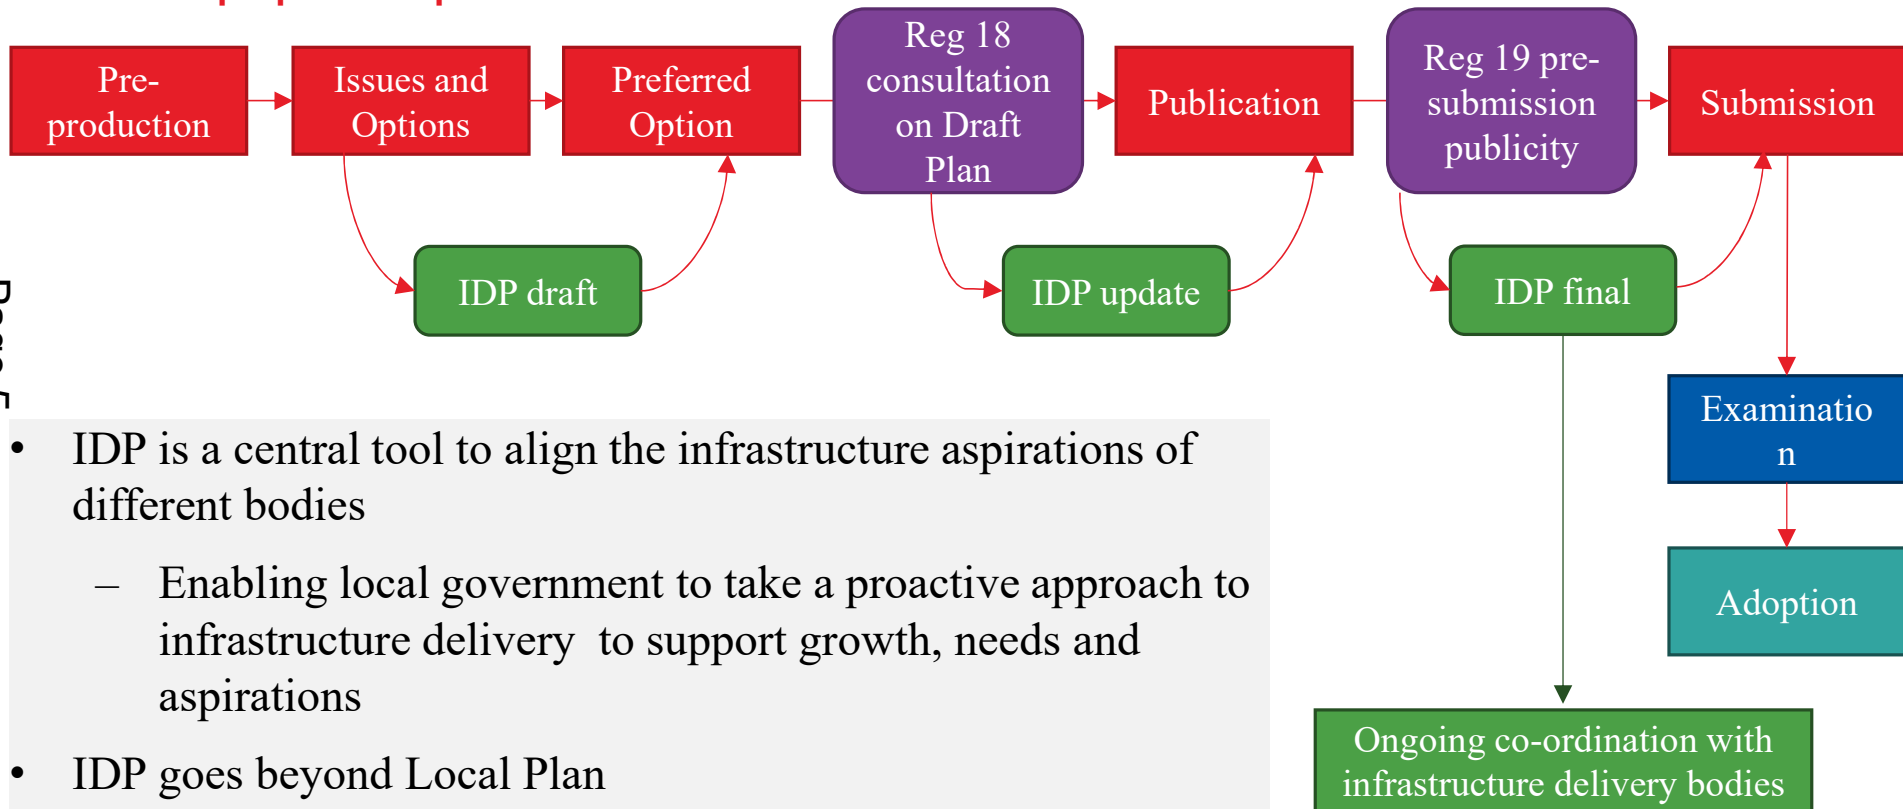 Pre-
production
Issues and
Options
Preferred
Option
Reg 18
consultation
on Draft
Plan
Publication
Reg 19 pre-
submission
publicity
Submission
IDP draft
IDP update
IDP final
Examinatio
n
Adoption
Ongoing co-ordination with
infrastructure delivery bodies
• IDP is a central tool to align the infrastructure aspirations of
different bodies
– Enabling local government to take a proactive approach to
infrastructure delivery  to support growth, needs and
aspirations
• IDP goes beyond Local Plan